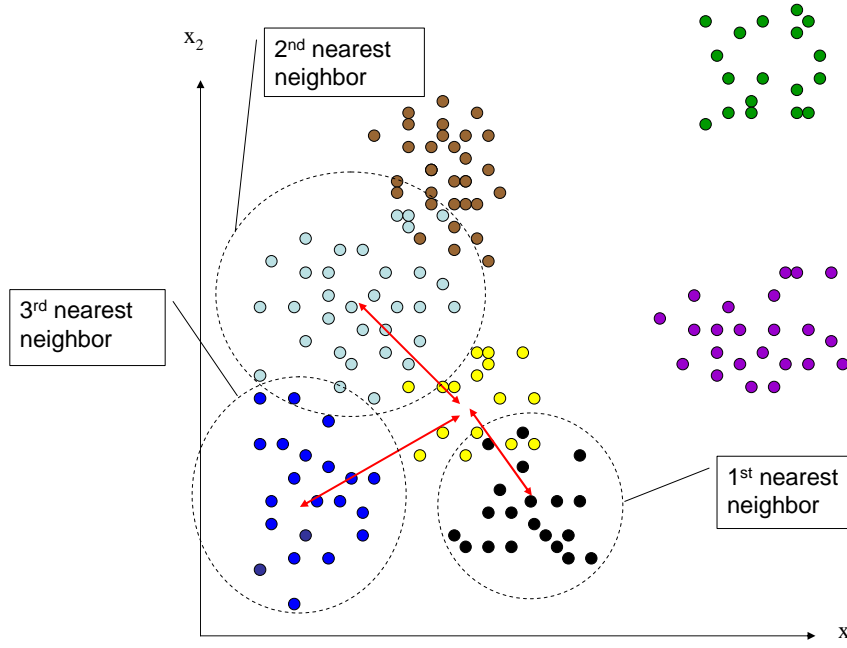 x2
2nd nearest
neighbor
3rd nearest
neighbor
1st nearest
neighbor
x